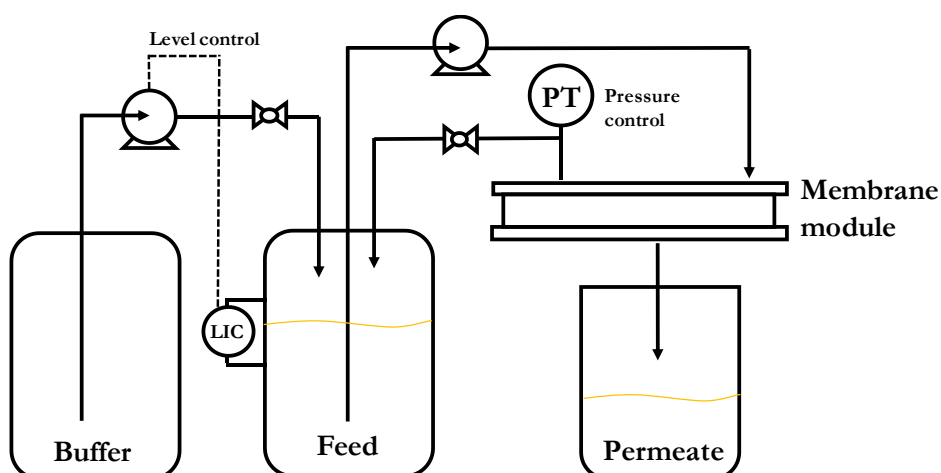 Level control
PT
Pressure
control
Membrane
module
LIC
Buffer
Feed
Permeate